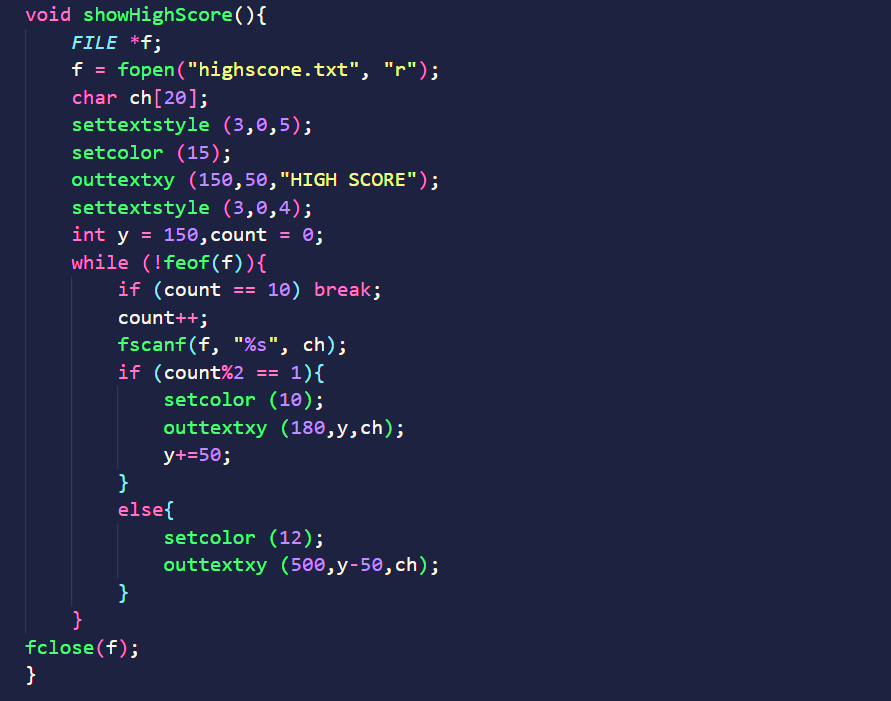 void showHighScore(){
    FILE *f;
    f = fopen("highscore.txt", "r");
    char ch[20];
    settextstyle (3,0,5);
    setcolor (15);
    outtextxy (150,50,"HIGH SCORE");
    settextstyle (3,0,4);
    int y = 150,count = 0;
    while (!feof(f)){
        if (count == 10) break;
        count++;
        fscanf(f, "%s", ch);
        if (count%2 == 1){
            setcolor (10);
            outtextxy (180,y,ch);
            y+=50;
        }
        else{
            setcolor (12);
            outtextxy (500,y-50,ch);
        }
    }
fclose(f);
}